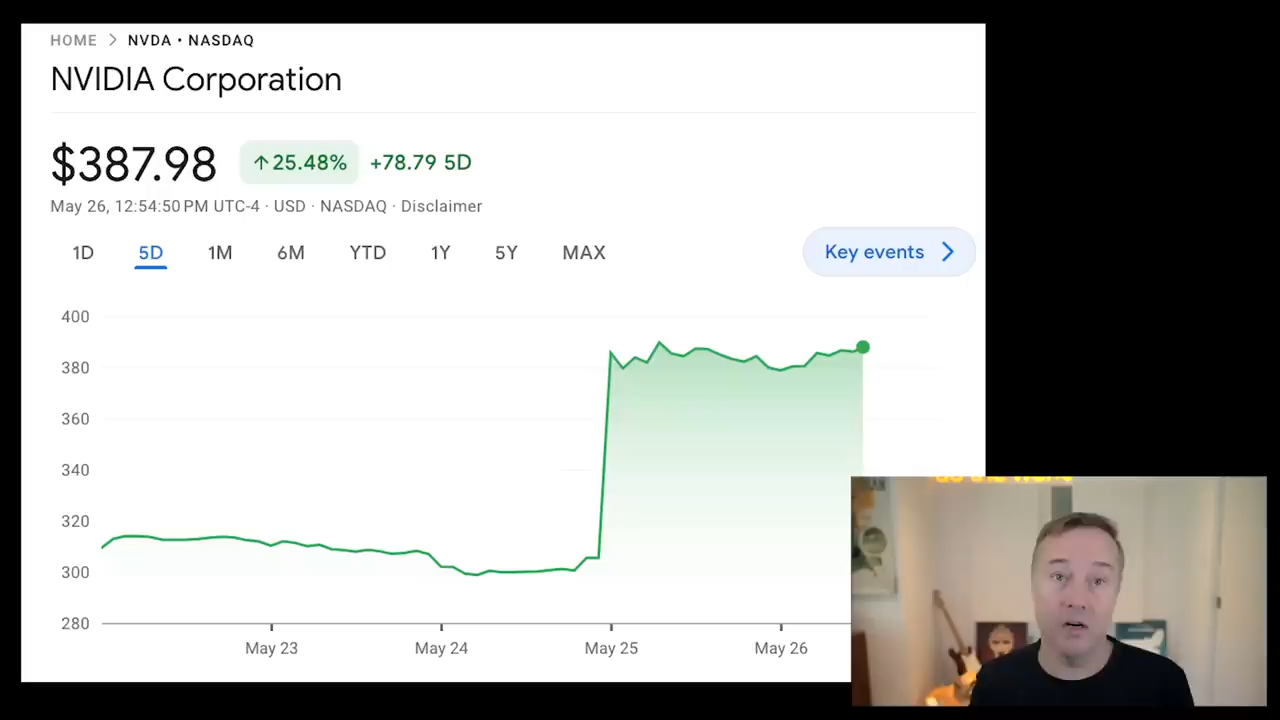 HOME > NVDA • NASDAQ
NVIDIA Corporation
$387.98 ↑25.48% +78.79 5D
May 26, 12:54:50 PM UTC-4 · USD · NASDAQ · Disclaimer
1D 5D 1M 6M YTD 1Y 5Y MAX Key events >
400
380
360
340
320
300
280
May 23 May 24 May 25 May 26